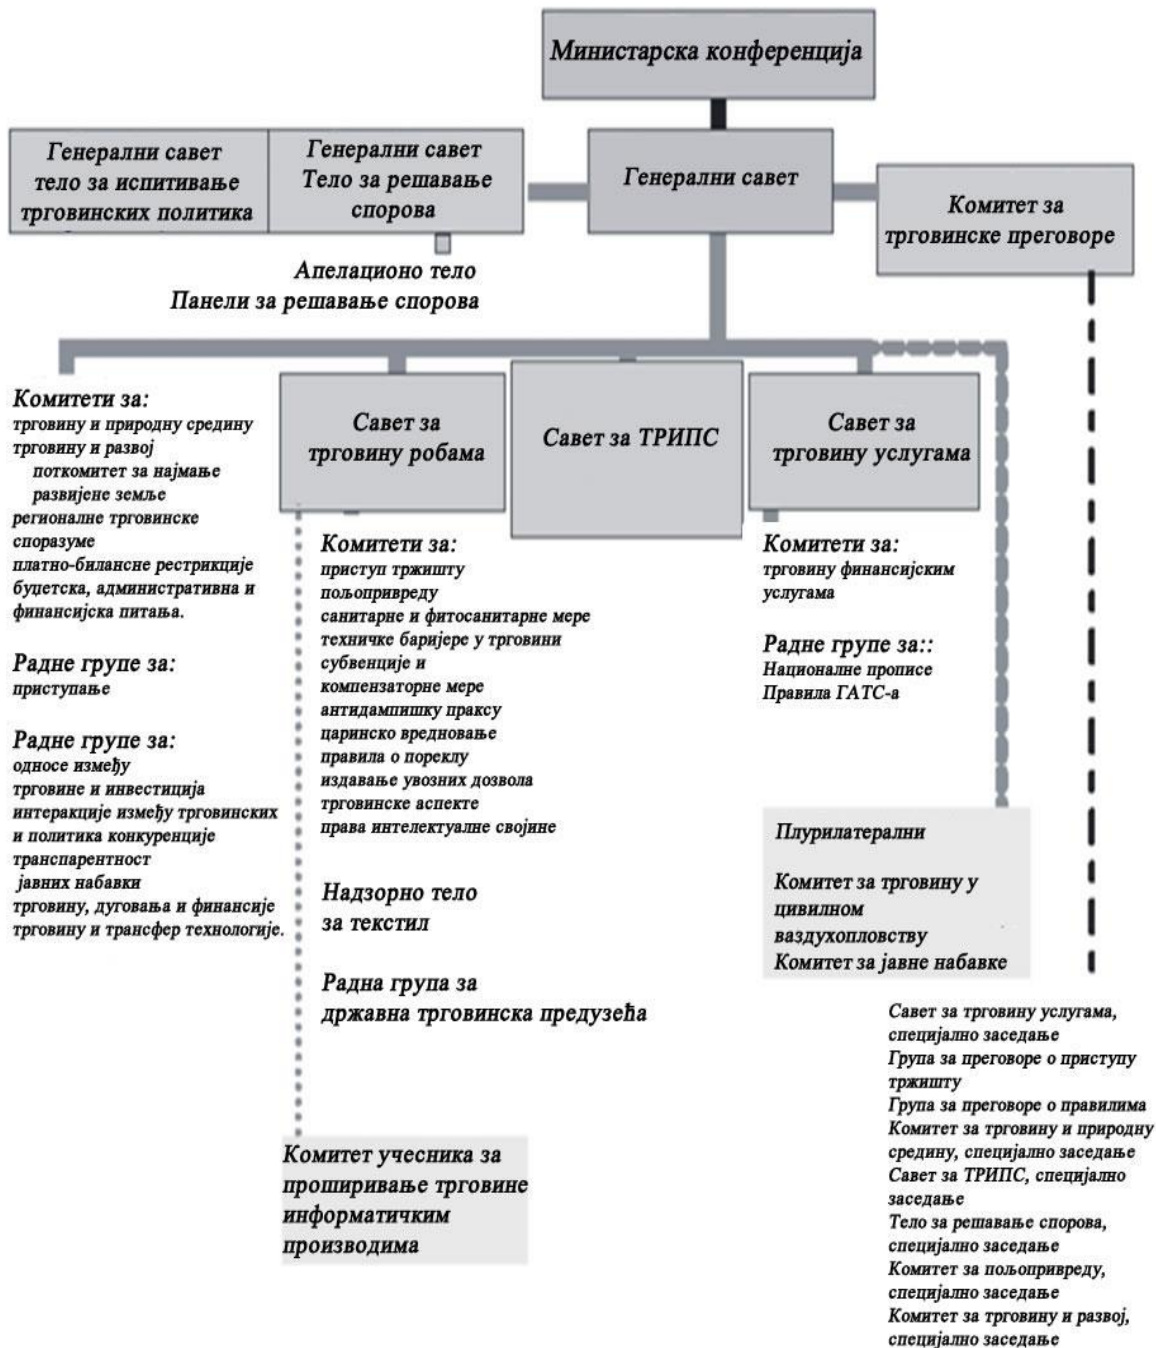 Министарска конференција
Генерални савет
тело за испитивање
трговинских политика
Генерални савет
Тело за решавање
спорова
Генерални савет
Комитет за
трговинске преговоре
Апелационо тело
Панели за решавање спорова
Комитети за:
трговину и природну средину
трговину и развој
поткомитет за најмање
развијене земље
регионалне трговинске
споразуме
платно-билансне рестрикције
буџетска, административна и
финансијска питања.
Радне групе за:
приступање
Радне групе за:
односе између
трговине и инвестиција
интеракције између трговинских
и политика конкуренције
транспарентност
јавних набавки
трговину, дуговања и финансије
трговину и трансфер технологије.
Савет за
трговину робама
Комитети за:
приступ тржишту
пољопривреду
санитарне и фитосанитарне мере
техничке баријере у трговини
субвенције и
компензаторне мере
антидампишку праксу
царинско вредновање
правила о пореклу
издавање увозних дозвола
трговинске аспекте
права интелектуалне својине
Надзорно тело
за текстил
Радна група за
државна трговинска предузећа
Комитет учесника за
проширивање трговине
информатичким
производима
Савет за ТРИПС
Савет за
трговину услугама
Комитети за:
трговину финансијским
услугама
Радне групе за::
Националне прописе
Правила ГАТС-а
Плурилатерални
Комитет за трговину у
цивилном
ваздухопловству
Комитет за јавне набавке
Савет за трговину услугама,
специјално заседање
Група за преговоре о приступу
тржишту
Група за преговоре о правилима
Комитет за трговину и природну
средину, специјално заседање
Савет за ТРИПС, специјално
заседање
Тело за решавање спорова,
специјално заседање
Комитет за пољопривреду,
специјално заседање
Комитет за трговину и развој,
специјално заседање